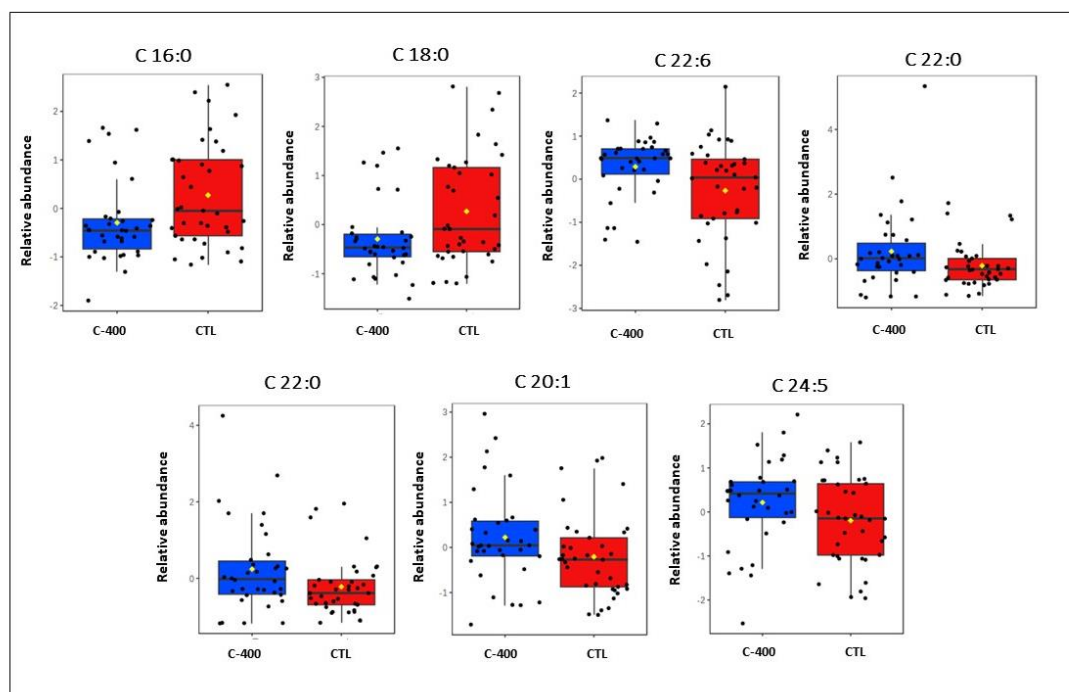 C 16:0
C 18:0
C 22:6
C 22:0
Relative abundance
2
1
0
-1
-2
C-400
CTL
Relative abundance
3
2
1
0
-1
C-400
CTL
Relative abundance
2
1
0
-1
-2
-3
C-400
CTL
Relative abundance
4
2
0
C-400
CTL
C 22:0
C 20:1
C 24:5
Relative abundance
4
2
0
C-400
CTL
Relative abundance
3
2
1
0
-1
C-400
CTL
Relative abundance
2
1
0
-1
-2
C-400
CTL